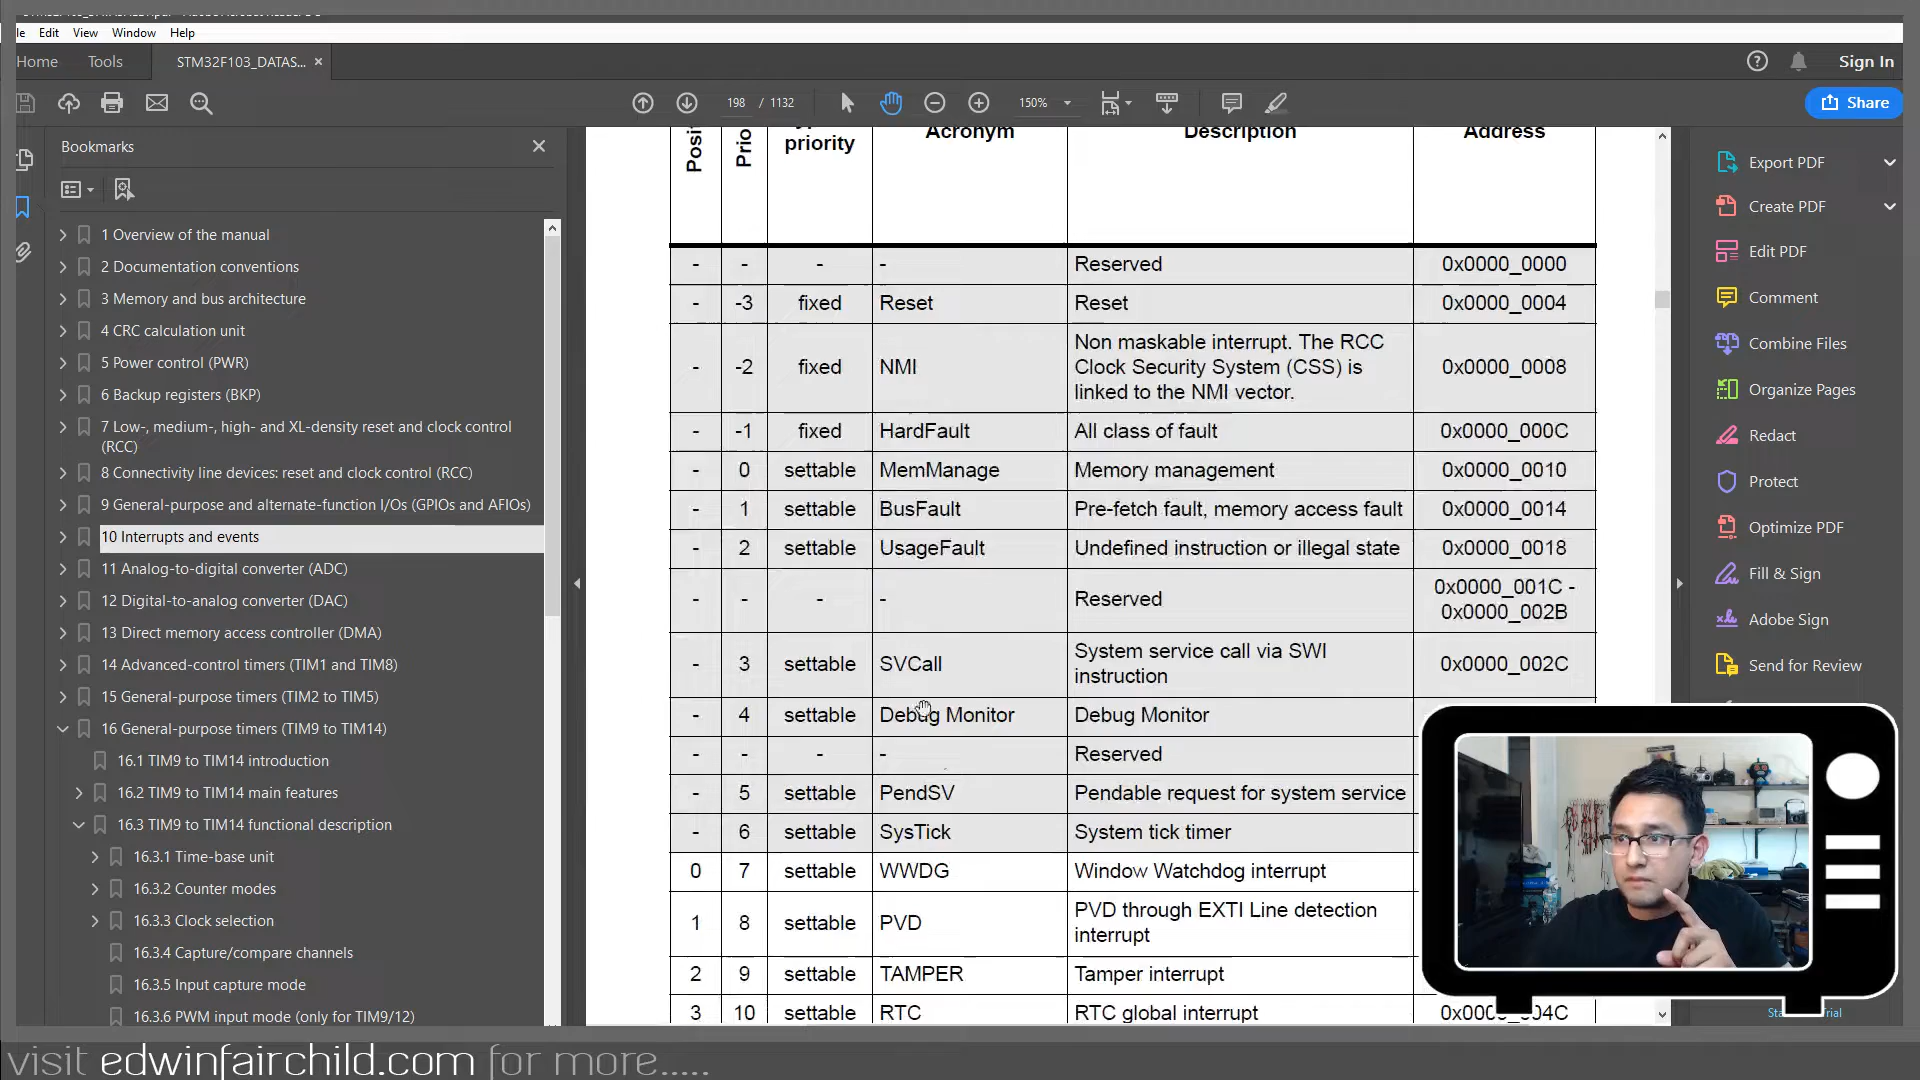 le Edit View Window Help
Home Tools STM32F103_DATAS... × Sign In
198 / 1132 150% Share
Bookmarks
1 Overview of the manual
2 Documentation conventions
3 Memory and bus architecture
4 CRC calculation unit
5 Power control (PWR)
6 Backup registers (BKP)
7 Low-, medium-, high- and XL-density reset and clock control
(RCC)
8 Connectivity line devices: reset and clock control (RCC)
9 General-purpose and alternate-function I/Os (GPIOs and AFIOs)
10 Interrupts and events
11 Analog-to-digital converter (ADC)
12 Digital-to-analog converter (DAC)
13 Direct memory access controller (DMA)
14 Advanced-control timers (TIM1 and TIM8)
15 General-purpose timers (TIM2 to TIM5)
16 General-purpose timers (TIM9 to TIM14)
16.1 TIM9 to TIM14 introduction
16.2 TIM9 to TIM14 main features
16.3 TIM9 to TIM14 functional description
16.3.1 Time-base unit
16.3.2 Counter modes
16.3.3 Clock selection
16.3.4 Capture/compare channels
16.3.5 Input capture mode
16.3.6 PWM input mode (only for TIM9/12)
Posi Prio priority Acronym Description Address
- - - - Reserved 0x0000_0000
- -3 fixed Reset Reset 0x0000_0004
- -2 fixed NMI Non maskable interrupt. The RCC
Clock Security System (CSS) is
linked to the NMI vector. 0x0000_0008
- -1 fixed HardFault All class of fault 0x0000_000C
- 0 settable MemManage Memory management 0x0000_0010
- 1 settable BusFault Pre-fetch fault, memory access fault 0x0000_0014
- 2 settable UsageFault Undefined instruction or illegal state 0x0000_0018
- - - - Reserved 0x0000_001C -
0x0000_002B
- 3 settable SVCall System service call via SWI
instruction 0x0000_002C
- 4 settable Debug Monitor Debug Monitor
- - - - Reserved
- 5 settable PendSV Pendable request for system service
- 6 settable SysTick System tick timer
0 7 settable WWDG Window Watchdog interrupt
1 8 settable PVD PVD through EXTI Line detection
interrupt
2 9 settable TAMPER Tamper interrupt
3 10 settable RTC RTC global interrupt
Export PDF
Create PDF
Edit PDF
Comment
Combine Files
Organize Pages
Redact
Protect
Optimize PDF
Fill & Sign
Adobe Sign
Send for Review
visit edwinfairchild.com for more.....